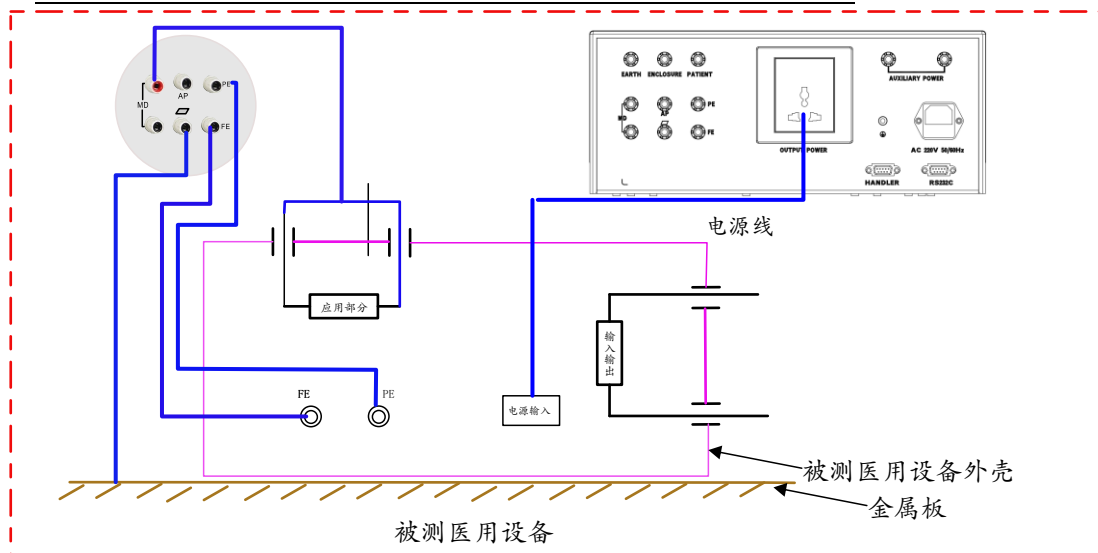 MD
AP
PE
FE
EARTH ENCLOSURE PATIENT
AUXILIARY POWER
MD
AP
PE
FE
OUTPUT POWER
AC 220V 50/60Hz
HANDLER
RS232C
电源线
应用部分
输入输出
FE
PE
电源输入
被测医用设备外壳
金属板
被测医用设备